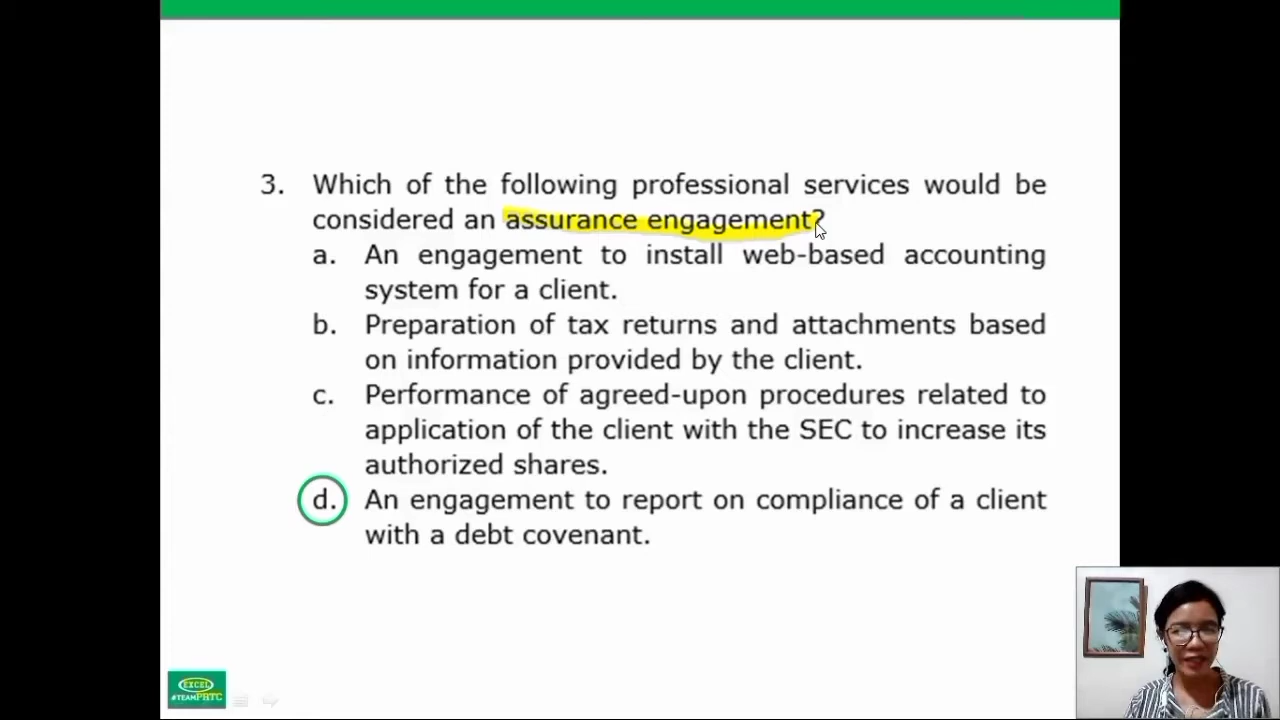 3. Which of the following professional services would be
considered an assurance engagement?
a. An engagement to install web-based accounting
system for a client.
b. Preparation of tax returns and attachments based
on information provided by the client.
c. Performance of agreed-upon procedures related to
application of the client with the SEC to increase its
authorized shares.
d. An engagement to report on compliance of a client
with a debt covenant.
EXCEL
#TEAMPRTC